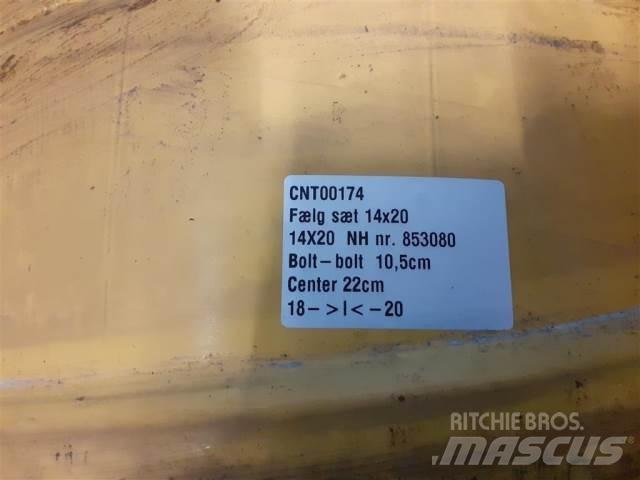 CNT00174
Fælg sæt 14x20
14X20 NH nr. 853080
Bolt-bolt 10,5cm
Center 22cm
18->I<-20
RITCHIE BROS.
MASCUS